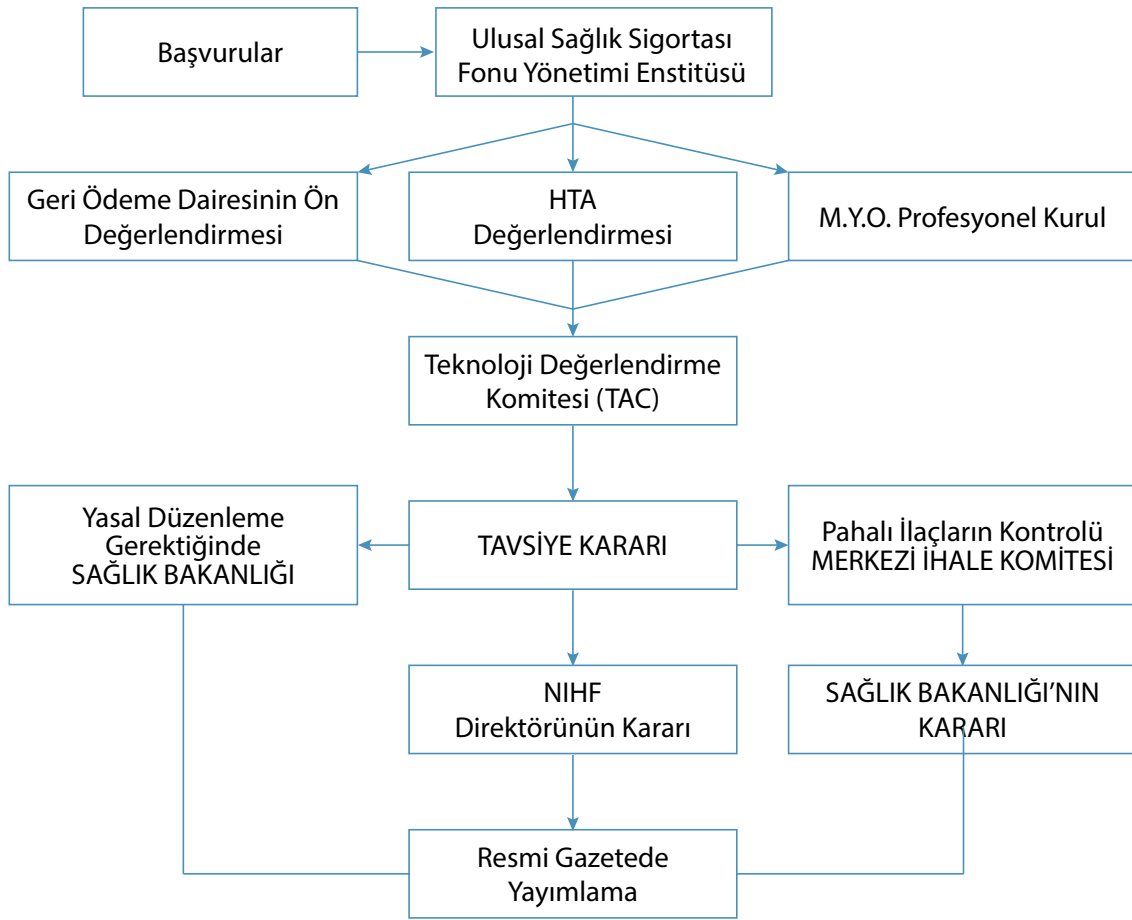 Başvurular
Ulusal Sağlık Sigortası
Fonu Yönetimi Enstitüsü
Geri Ödeme Dairesinin Ön
Değerlendirmesi
HTA
Değerlendirmesi
M.Y.O. Profesyonel Kurul
Teknoloji Değerlendirme
Komitesi (TAC)
Yasal Düzenleme
Gerektiğinde
SAĞLIK BAKANLIĞI
TAVSİYE KARARI
Pahalı İlaçların Kontrolü
MERKEZİ İHALE KOMİTESİ
NIHF
Direktörünün Kararı
SAĞLIK BAKANLIĞI’NIN
KARARI
Resmi Gazetede
Yayımlama